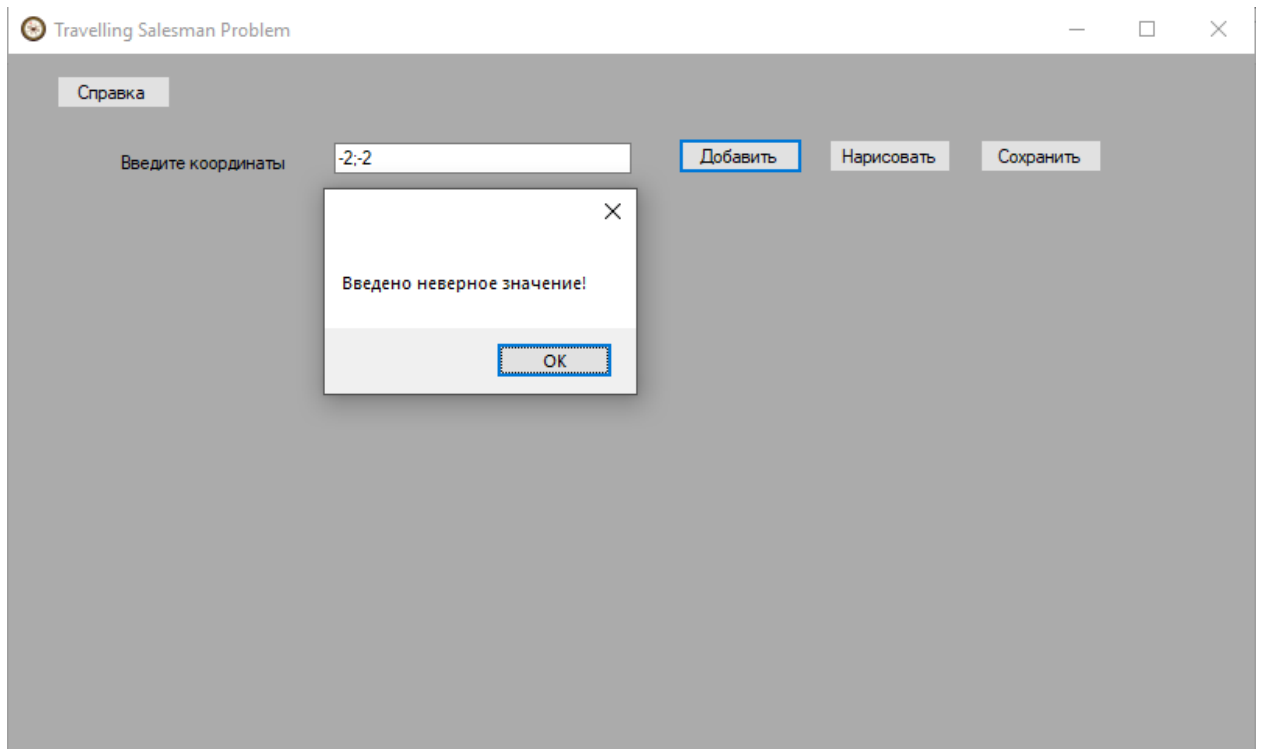 Travelling Salesman Problem
Справка
Введите координаты -2;-2 Добавить Нарисовать Сохранить
Введено неверное значение!
OK